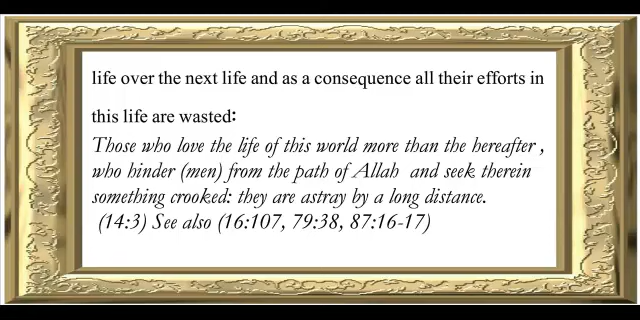 life over the next life and as a consequence all their efforts in
this life are wasted:
Those who love the life of this world more than the hereafter ,
who hinder (men) from the path of Allah and seek therein
something crooked: they are astray by a long distance.
(14:3) See also (16:107, 79:38, 87:16-17)